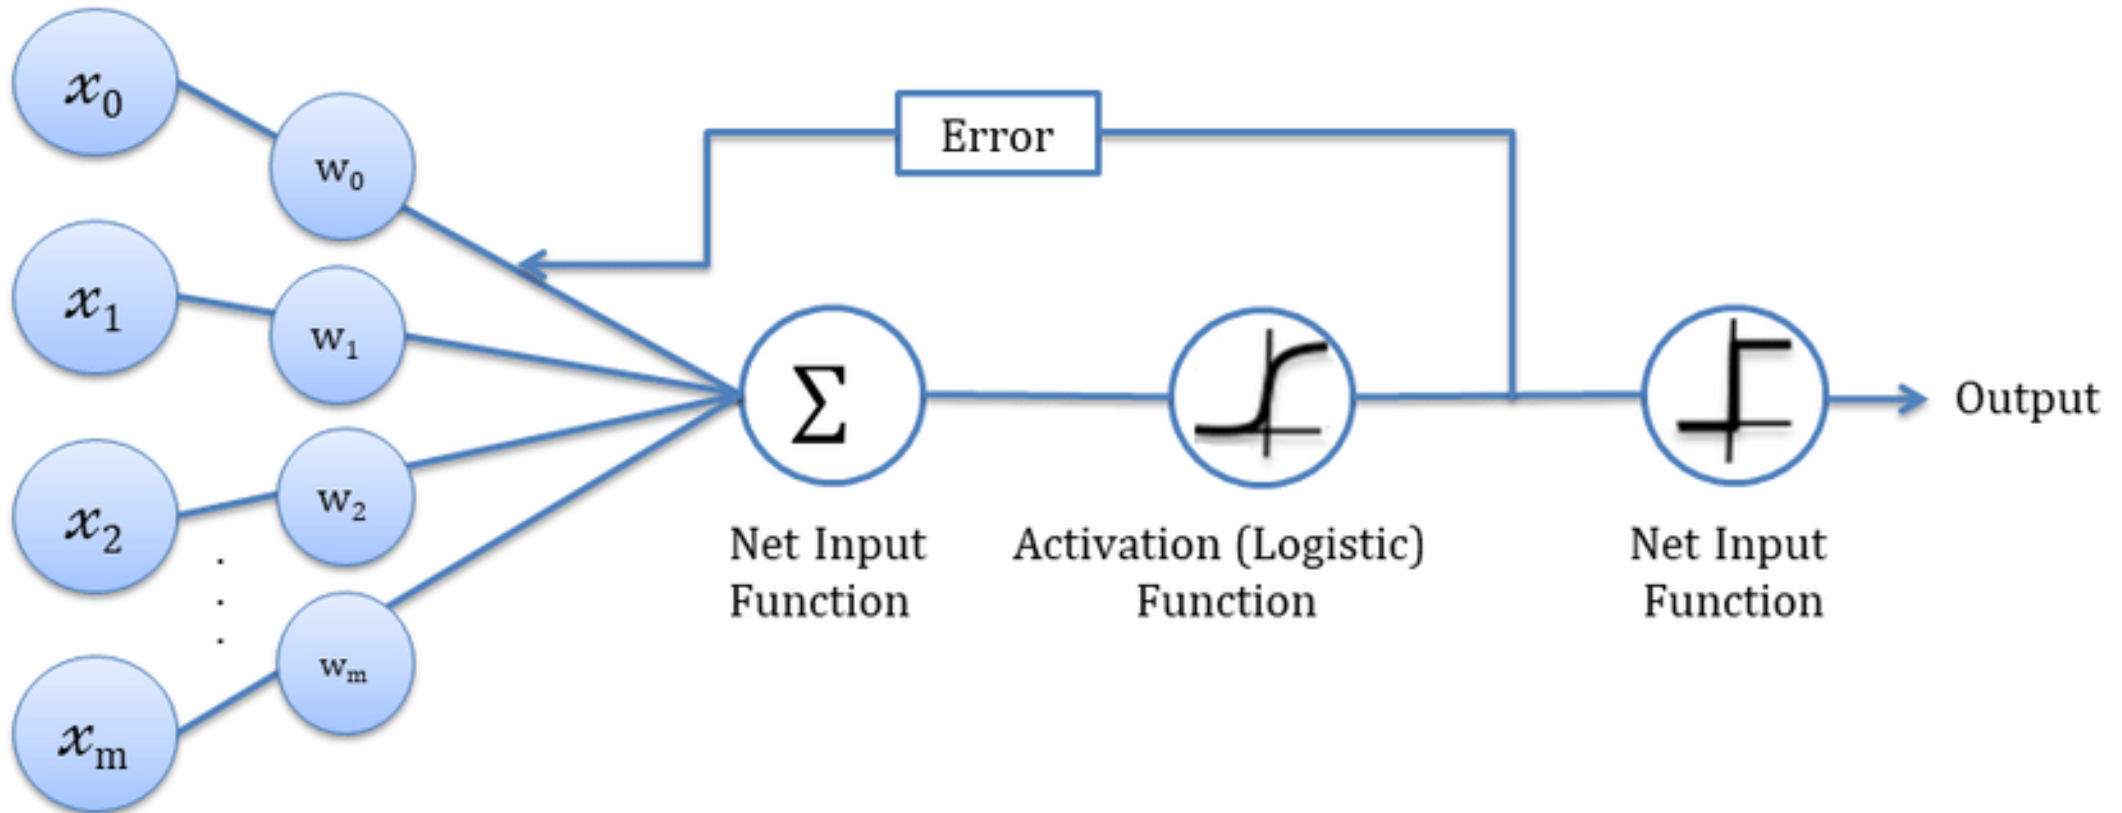 x₀
w₀
Error
x₁
w₁
Σ
Output
x₂
w₂
Net Input
Function
Activation (Logistic)
Function
Net Input
Function
.
.
.
xₘ
wₘ